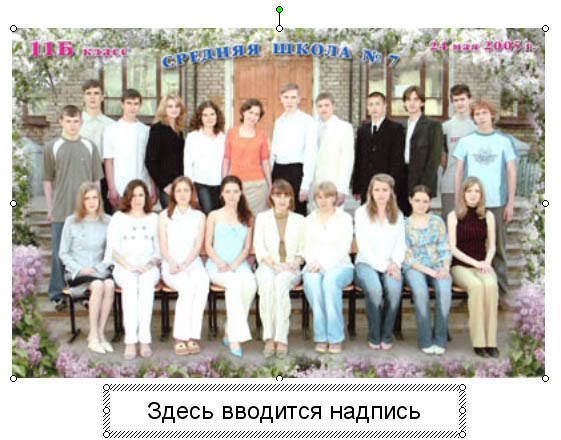 11Б класс
СРЕДНЯЯ ШКОЛА № 7
24 мая 2007 г.
Здесь вводится надпись